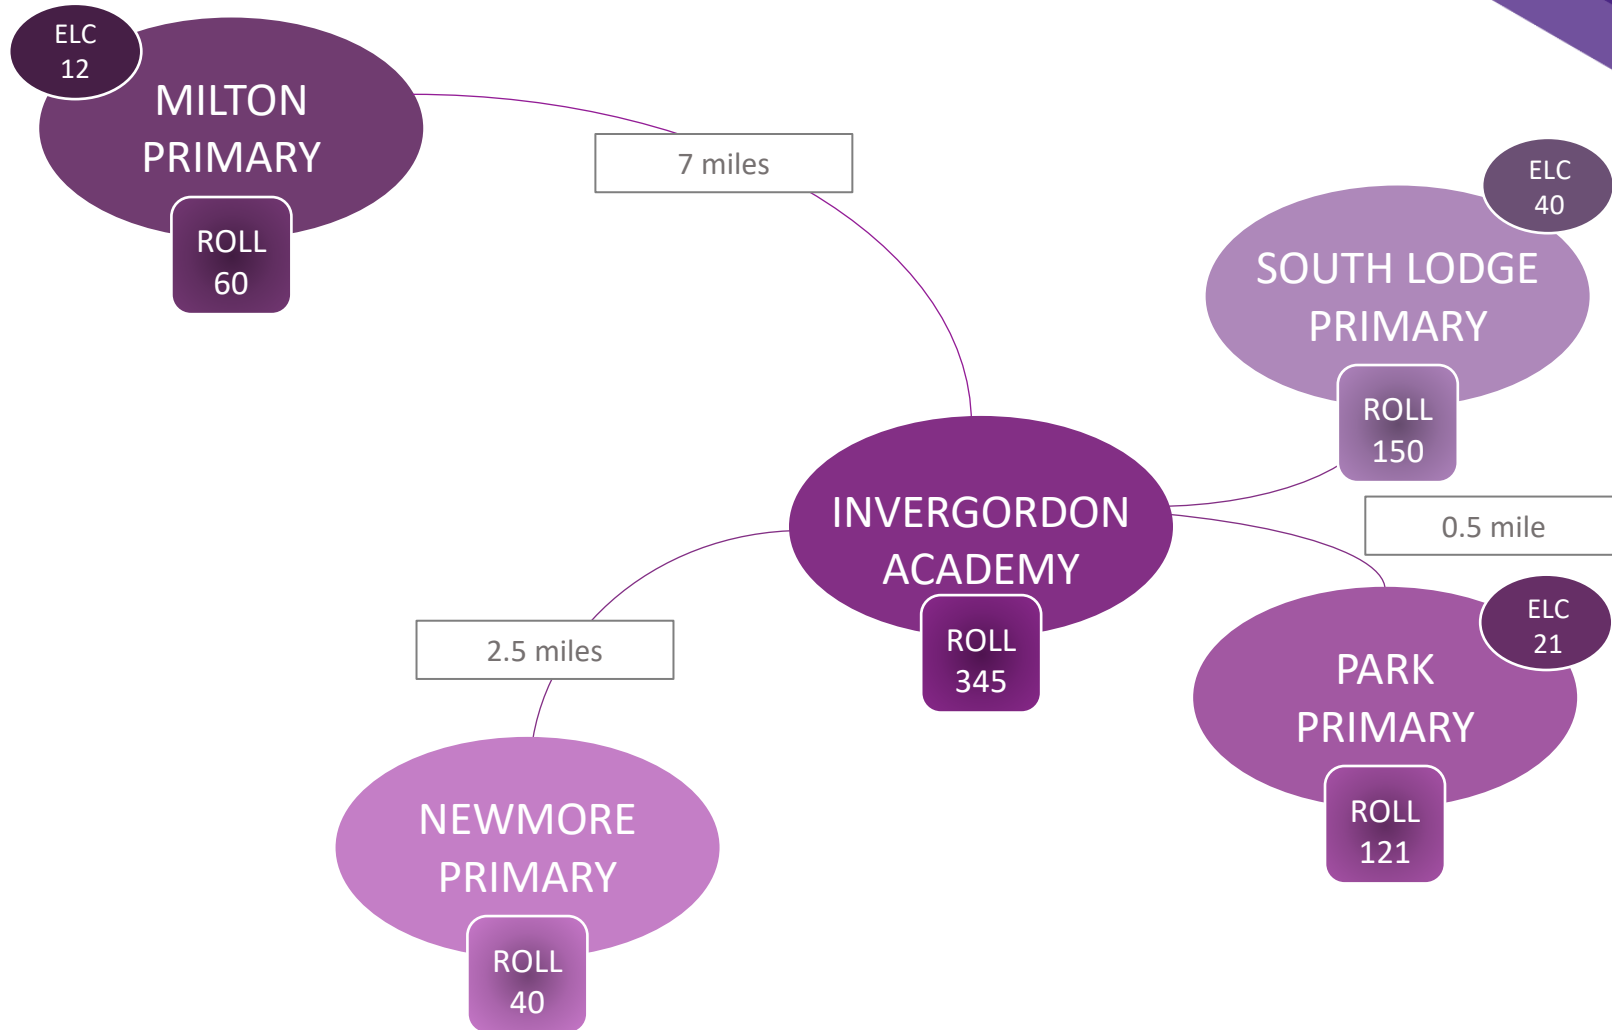 ELC
12
MILTON
PRIMARY
ROLL
60
7 miles
ELC
40
SOUTH LODGE
PRIMARY
ROLL
150
INVERGORDON
ACADEMY
ROLL
345
0.5 mile
2.5 miles
ELC
21
PARK
PRIMARY
ROLL
121
NEWMORE
PRIMARY
ROLL
40